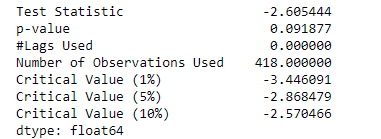 Test Statistic -2.605444
p-value 0.091877
#Lags Used 0.000000
Number of Observations Used 418.000000
Critical Value (1%) -3.446091
Critical Value (5%) -2.868479
Critical Value (10%) -2.570466
dtype: float64